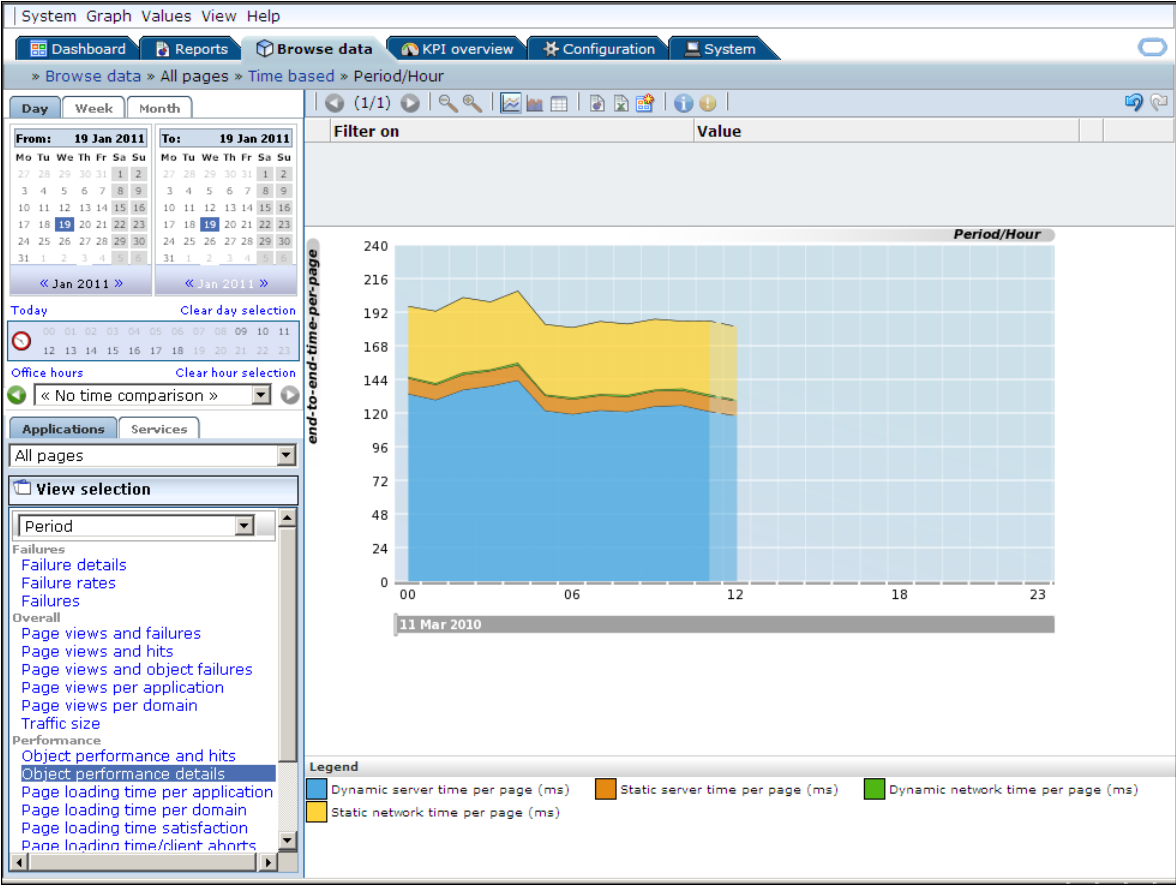 System Graph Values View Help
Dashboard Reports Browse data KPI overview Configuration System
» Browse data » All pages » Time based » Period/Hour
Day Week Month
(1/1)
Filter on Value
From: 19 Jan 2011 To: 19 Jan 2011
Mo Tu We Th Fr Sa Su Mo Tu We Th Fr Sa Su
27 28 29 30 31 1 2 27 28 29 30 31 1 2
3 4 5 6 7 8 9 3 4 5 6 7 8 9
10 11 12 13 14 15 16 10 11 12 13 14 15 16
17 18 19 20 21 22 23 17 18 19 20 21 22 23
24 25 26 27 28 29 30 24 25 26 27 28 29 30
31 1 2 3 4 5 6 31 1 2 3 4 5 6
« Jan 2011 » « Jan 2011 »
Today Clear day selection
00 01 02 03 04 05 06 07 08 09 10 11
12 13 14 15 16 17 18 19 20 21 22 23
Office hours Clear hour selection
« No time comparison »
Applications Services
All pages
View selection
Period
Failures
Failure details
Failure rates
Failures
Overall
Page views and failures
Page views and hits
Page views and object failures
Page views per application
Page views per domain
Traffic size
Performance
Object performance and hits
Object performance details
Page loading time per application
Page loading time per domain
Page loading time satisfaction
Page loading time/client aborts
Period/Hour
end-to-end-time-per-page
240
216
192
168
144
120
96
72
48
24
0
00 06 12 18 23
11 Mar 2010
Legend
Dynamic server time per page (ms) Static server time per page (ms) Dynamic network time per page (ms)
Static network time per page (ms)